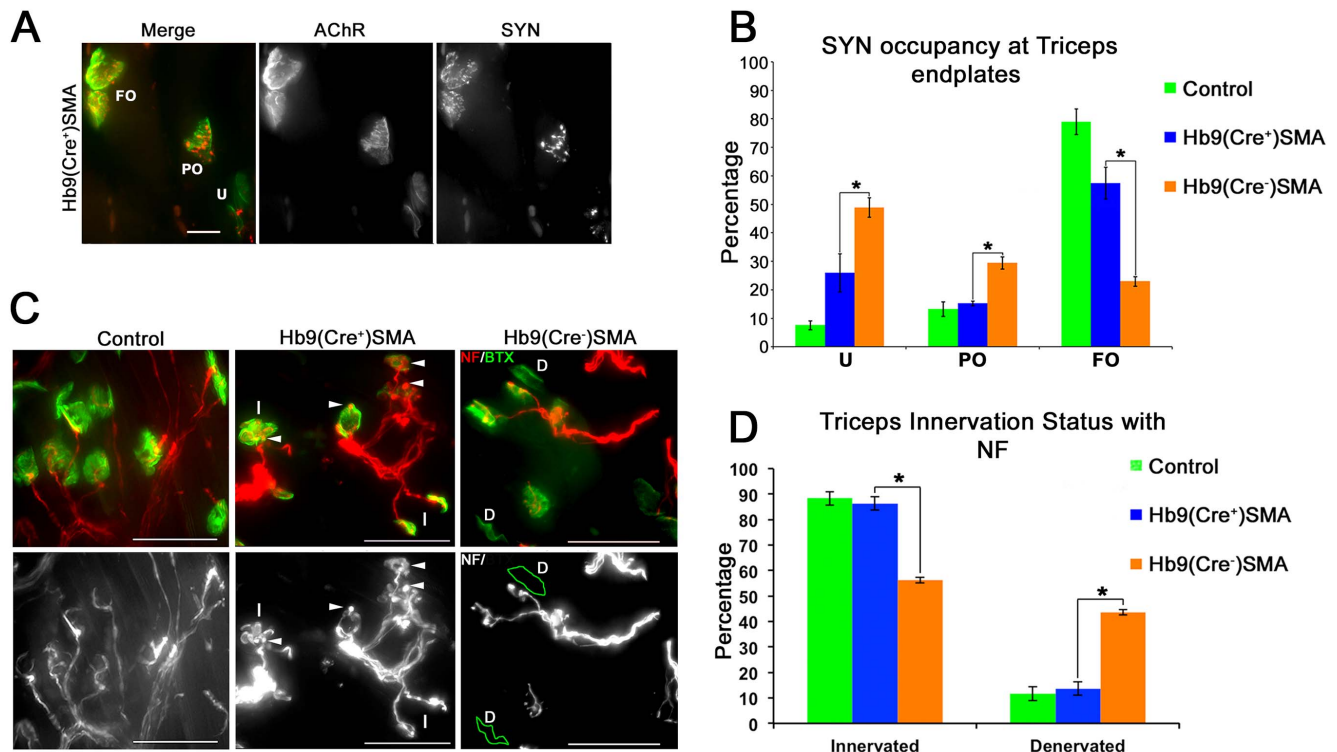 A
Merge
AChR
SYN
Hb9(Cre⁺)SMA
FO
PO
U
B
SYN occupancy at Triceps
endplates
Percentage
100
90
80
70
60
50
40
30
20
10
0
*
*
*
U
PO
FO
Control
Hb9(Cre⁺)SMA
Hb9(Cre⁻)SMA
C
Control
Hb9(Cre⁺)SMA
Hb9(Cre⁻)SMA
I
I
NF/BTX
D
D
I
I
NF/
D
D
D
Triceps Innervation Status with
NF
Percentage
100
90
80
70
60
50
40
30
20
10
0
*
*
Innervated
Denervated
Control
Hb9(Cre⁺)SMA
Hb9(Cre⁻)SMA